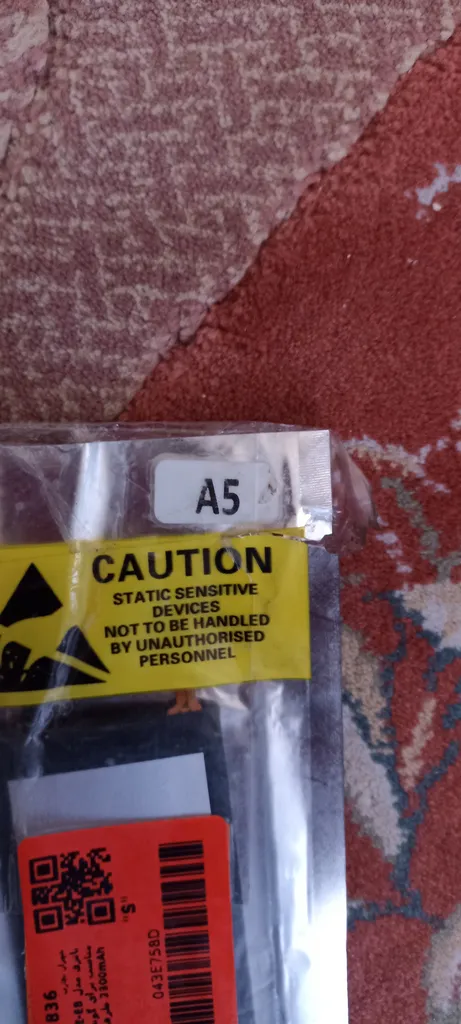 A5
CAUTION
STATIC SENSITIVE
DEVICES
NOT TO BE HANDLED
BY UNAUTHORISED
PERSONNEL
"S"
043E758D
836